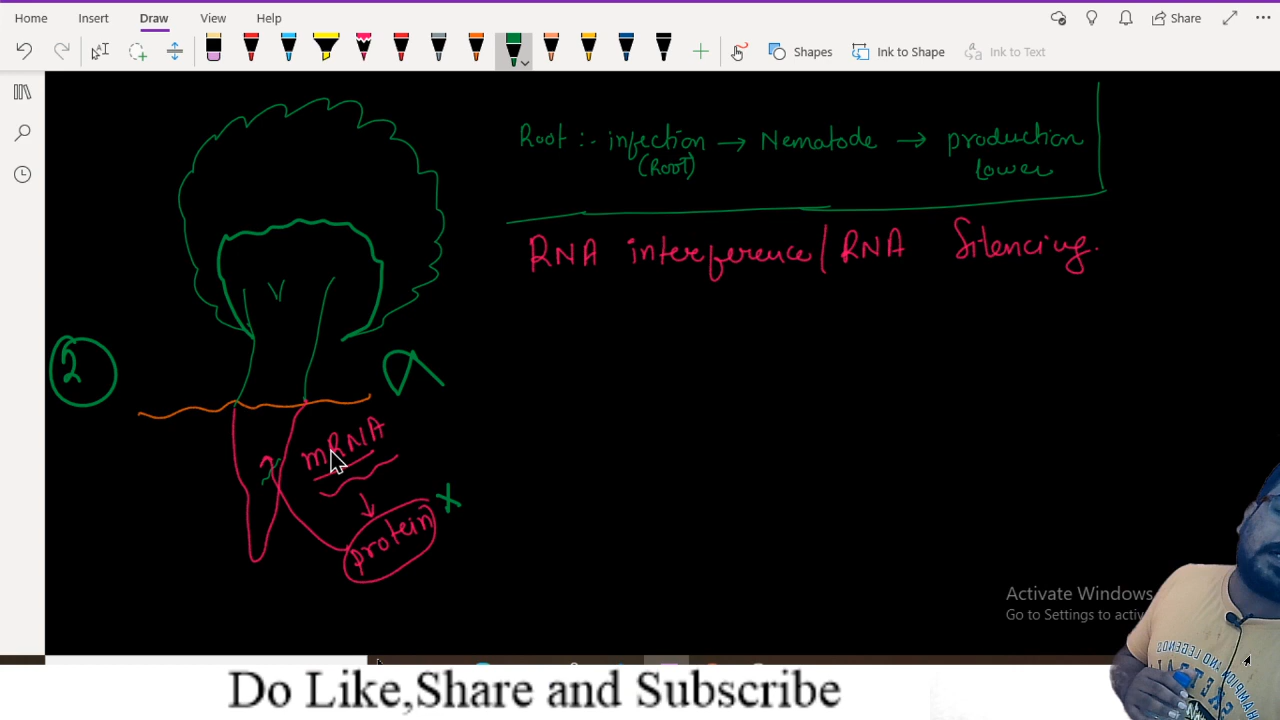 Home Insert Draw View Help
Share
Shapes Ink to Shape Ink to Text
Root :- infection → Nematode → production
(Root) Lower
RNA interference/RNA Silencing.
2
mRNA
protein
Activate Windows
Go to Settings to activ
Do Like,Share and Subscribe